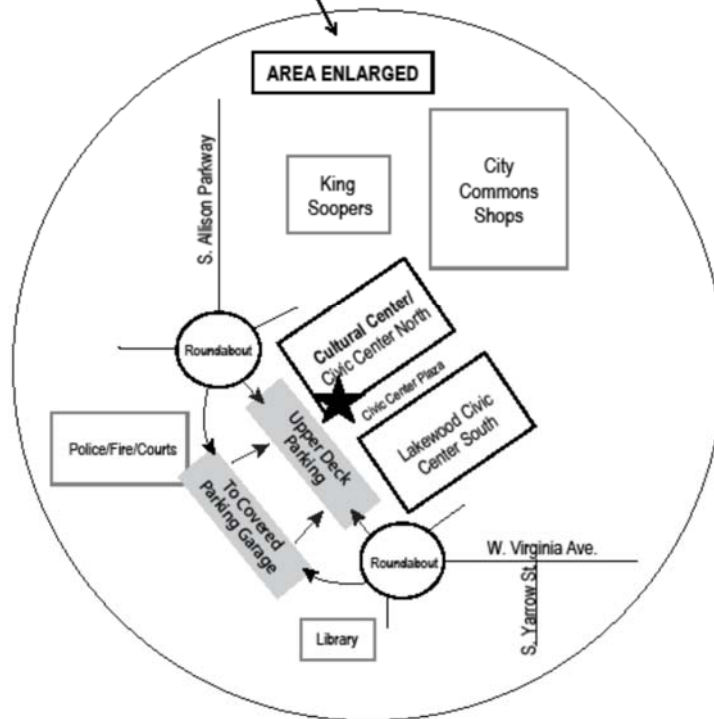 AREA ENLARGED
S. Allison Parkway
King
Soopers
City
Commons
Shops
Cultural Center/
Civic Center North
Roundabout
Civic Center Plaza
Upper Deck
Parking
Lakewood Civic
Center South
Police/Fire/Courts
To Covered
Parking Garage
Roundabout
W. Virginia Ave.
S. Yarrow St.
Library